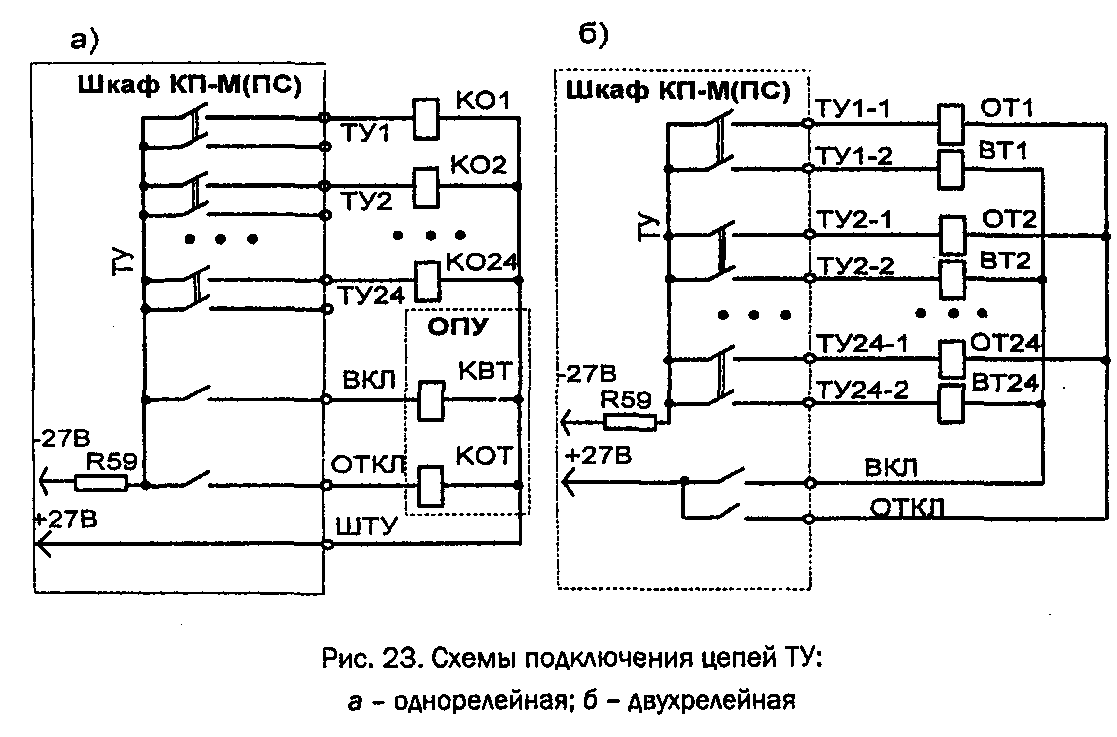 а)
Шкаф КП-М(ПС)
КО1
ТУ1
КО2
ТУ2
ТУ
КО24
ТУ24
ОПУ
ВКЛ
КВТ
-27В
R59
ОТКЛ
КОТ
+27В
ШТУ
б)
Шкаф КП-М(ПС)
ТУ1-1
ОТ1
ТУ1-2
ВТ1
ТУ
ТУ2-1
ОТ2
ТУ2-2
ВТ2
ТУ24-1
ОТ24
-27В
R59
ТУ24-2
ВТ24
+27В
ВКЛ
ОТКЛ
Рис. 23. Схемы подключения цепей ТУ:
а – однорелейная; б – двухрелейная